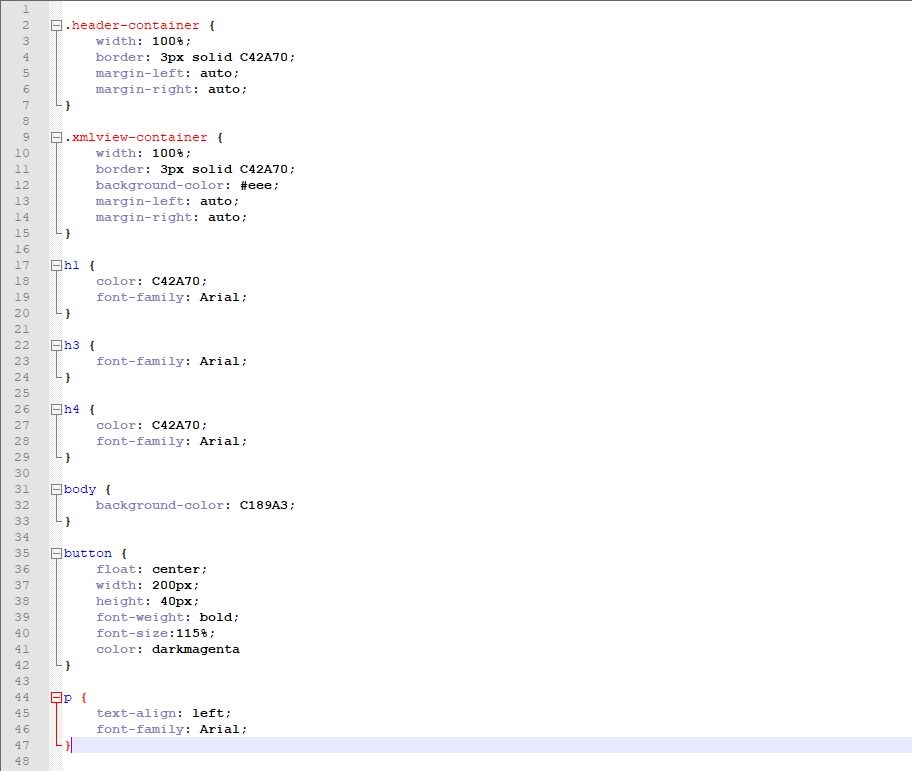 1
2 .header-container {
3     width: 100%;
4     border: 3px solid C42A70;
5     margin-left: auto;
6     margin-right: auto;
7 }
8
9 .xmlview-container {
10     width: 100%;
11     border: 3px solid C42A70;
12     background-color: #eee;
13     margin-left: auto;
14     margin-right: auto;
15 }
16
17 h1 {
18     color: C42A70;
19     font-family: Arial;
20 }
21
22 h3 {
23     font-family: Arial;
24 }
25
26 h4 {
27     color: C42A70;
28     font-family: Arial;
29 }
30
31 body {
32     background-color: C189A3;
33 }
34
35 button {
36     float: center;
37     width: 200px;
38     height: 40px;
39     font-weight: bold;
40     font-size:115%;
41     color: darkmagenta
42 }
43
44 p {
45     text-align: left;
46     font-family: Arial;
47 }
48